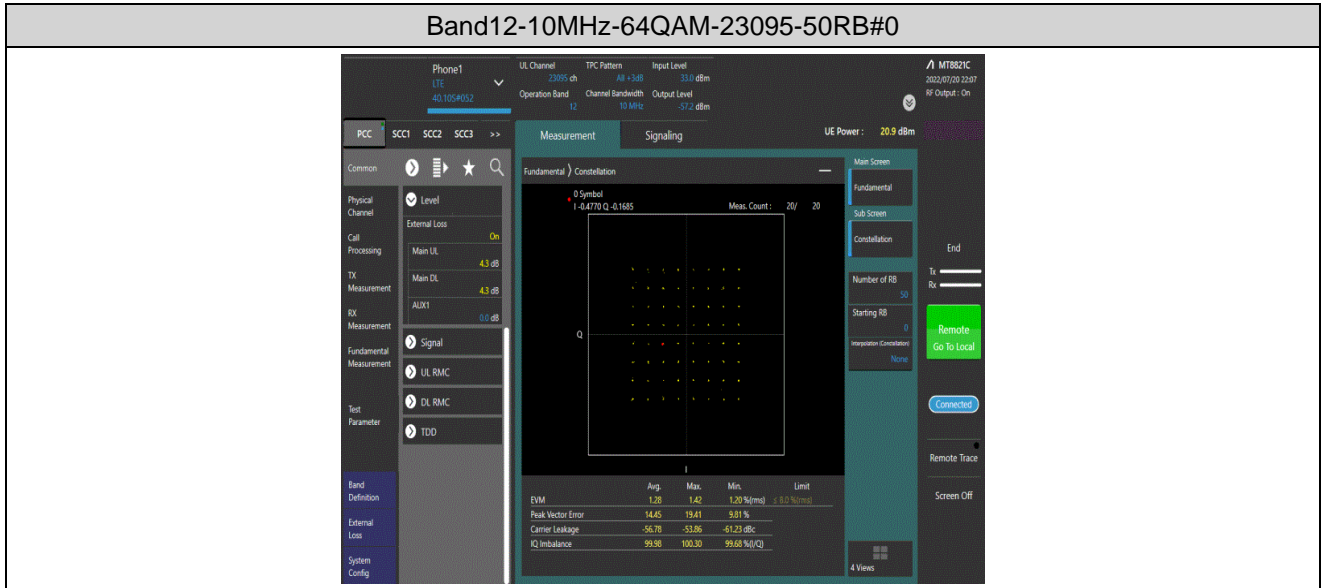 Band12-10MHz-64QAM-23095-50RB#0
Phone1
LTE
40.105#052
UL Channel TPC Pattern Input Level
23095 ch All +3dB 33.0 dBm
Operation Band Channel Bandwidth Output Level
12 10 MHz -57.2 dBm
MT8821C
2022/07/20 22:07
RF Output : On
PCC SCC1 SCC2 SCC3 >>
Measurement Signaling
UE Power : 20.9 dBm
Common
Physical
Channel
Call
Processing
TX
Measurement
RX
Measurement
Fundamental
Measurement
Test
Parameter
Band
Definition
External
Loss
System
Config
Level
External Loss
On
Main UL
4.3 dB
Main DL
4.3 dB
AUX1
0.0 dB
Signal
UL RMC
DL RMC
TDD
Fundamental 〉 Constellation
0 Symbol
I -0.4770 Q -0.1685 Meas. Count : 20/ 20
Q
I
Avg. Max. Min. Limit
EVM 1.28 1.42 1.20 %(rms) ≤ 8.0 %(rms)
Peak Vector Error 14.45 19.41 9.81 %
Carrier Leakage -56.78 -53.86 -61.23 dBc
IQ Imbalance 99.98 100.30 99.68 %(I/Q)
Main Screen
Fundamental
Sub Screen
Constellation
Number of RB
50
Starting RB
0
Interpolation (Constellation)
None
4 Views
End
Tx
Rx
Remote
Go To Local
Connected
Remote Trace
Screen Off